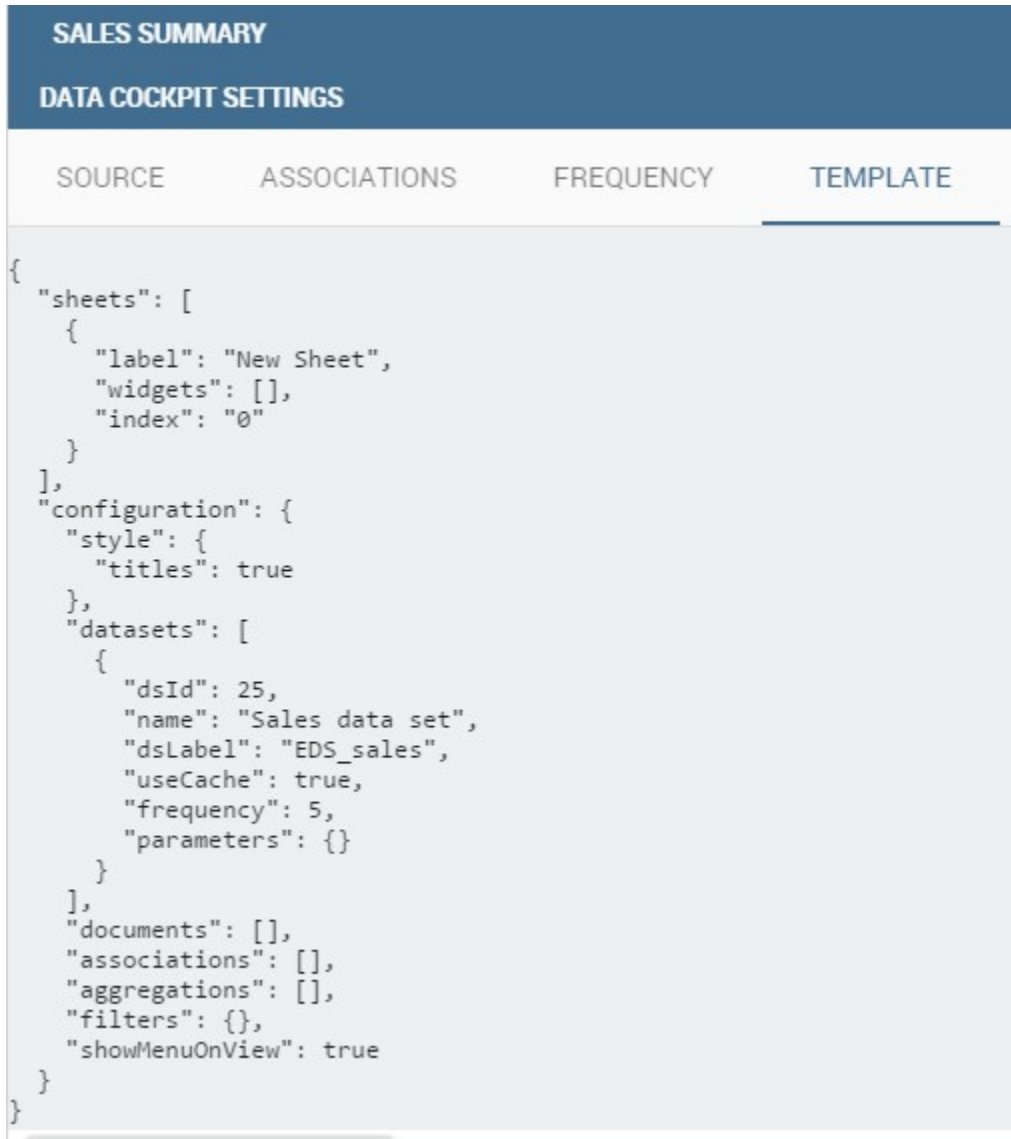 SALES SUMMARY
DATA COCKPIT SETTINGS
SOURCE ASSOCIATIONS FREQUENCY TEMPLATE
{
  "sheets": [
    {
      "label": "New Sheet",
      "widgets": [],
      "index": "0"
    }
  ],
  "configuration": {
    "style": {
      "titles": true
    },
    "datasets": [
      {
        "dsId": 25,
        "name": "Sales data set",
        "dsLabel": "EDS_sales",
        "useCache": true,
        "frequency": 5,
        "parameters": {}
      }
    ],
    "documents": [],
    "associations": [],
    "aggregations": [],
    "filters": {},
    "showMenuOnView": true
  }
}